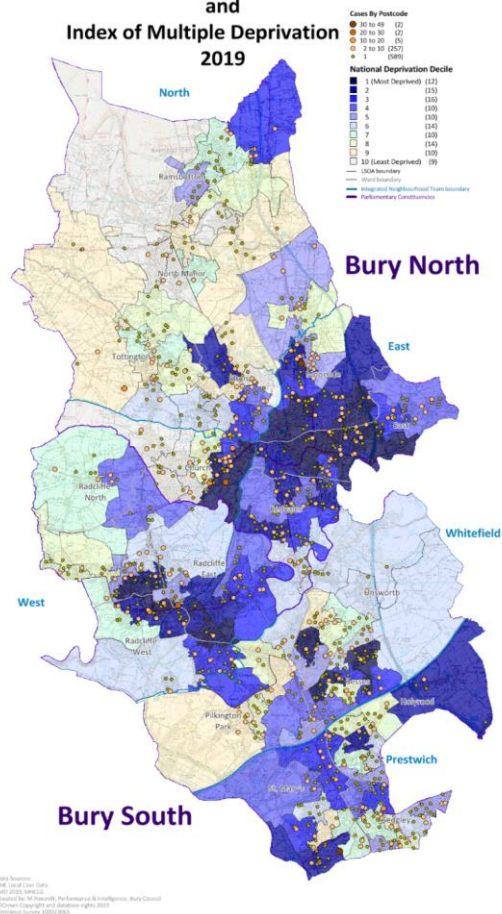 and
Index of Multiple Deprivation
2019
Cases By Postcode
30 to 49 (2)
20 to 30 (2)
10 to 20 (5)
2 to 10 (257)
1 (589)
National Deprivation Decile
1 (Most Deprived) (12)
2 (15)
3 (16)
4 (10)
5 (10)
6 (14)
7 (10)
8 (14)
9 (10)
10 (Least Deprived) (9)
LSOA boundary
Ward boundary
Integrated Neighbourhood Team boundary
Parliamentary Constituencies
North
Ramsbottom
North Manor
Bury North
East
Tottington
Moorside
East
Church
Radcliffe
North
Redvales
Whitefield
Radcliffe
East
Unsworth
West
Radcliffe
West
Besses
Holyrood
Pilkington
Park
Prestwich
St. Mary's
Bury South
Sedgley